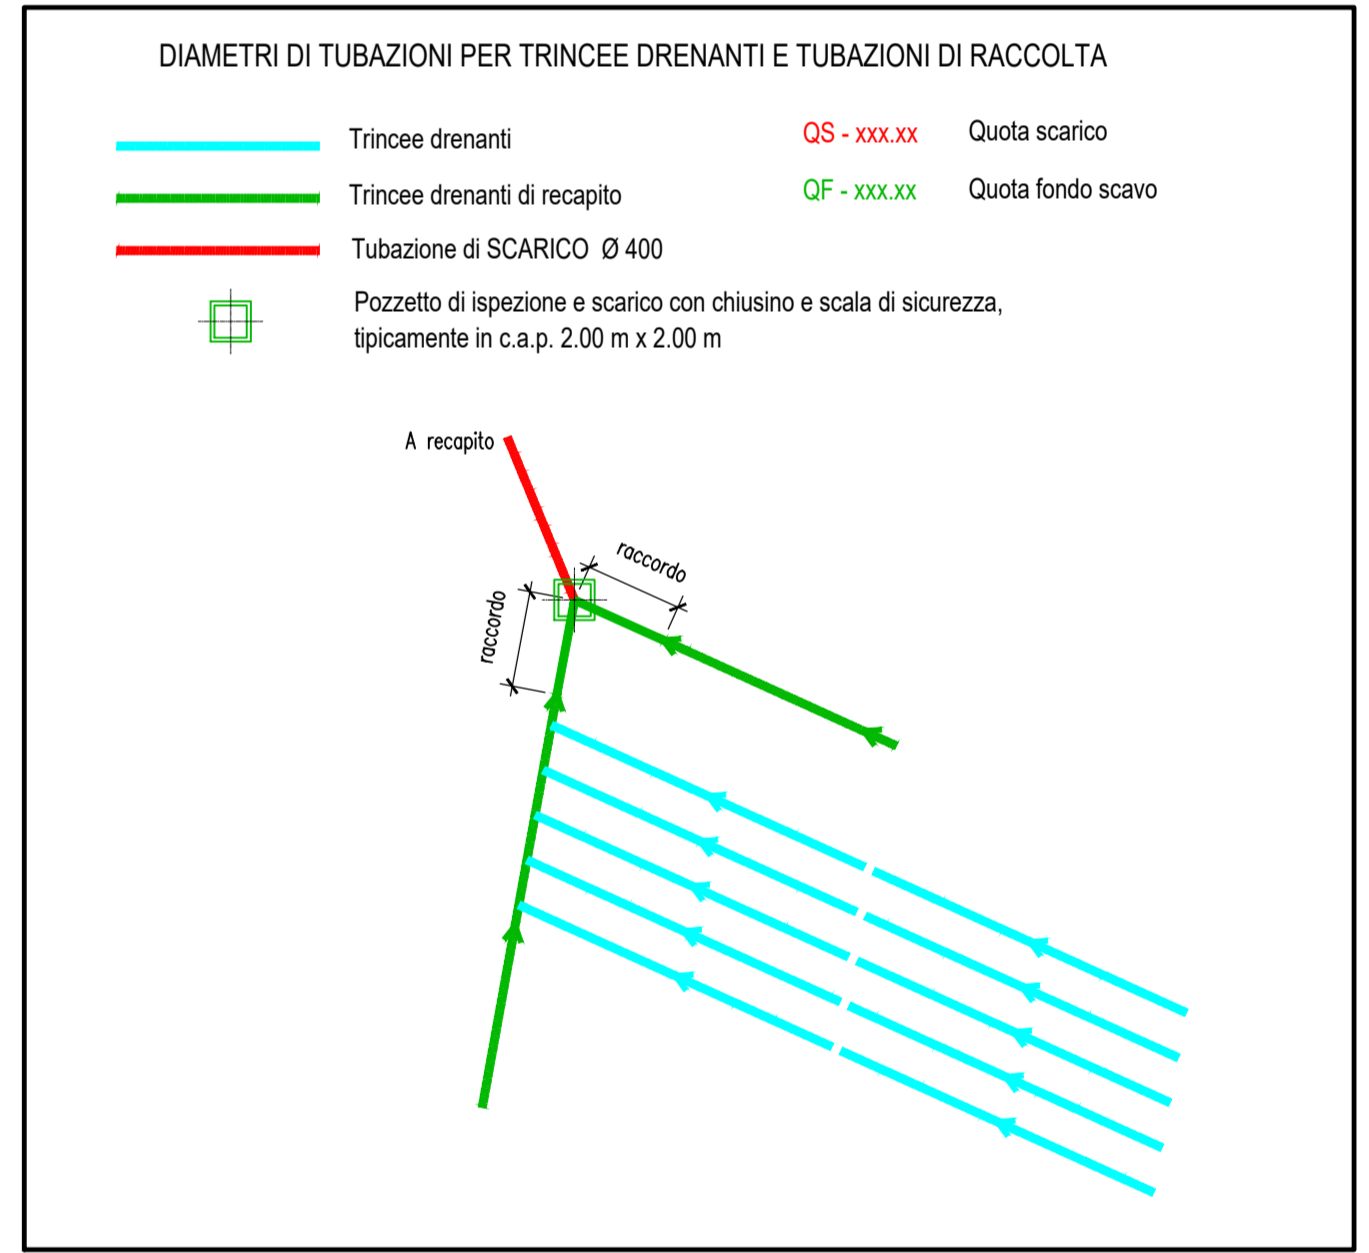 DIAMETRI DI TUBAZIONI PER TRINCEE DRENANTI E TUBAZIONI DI RACCOLTA
Trincee drenanti
QS - xxx.xx Quota scarico
Trincee drenanti di recapito
QF - xxx.xx Quota fondo scavo
Tubazione di SCARICO Ø 400
Pozzetto di ispezione e scarico con chiusino e scala di sicurezza,
tipicamente in c.a.p. 2.00 m x 2.00 m
A recapito
raccordo
raccordo